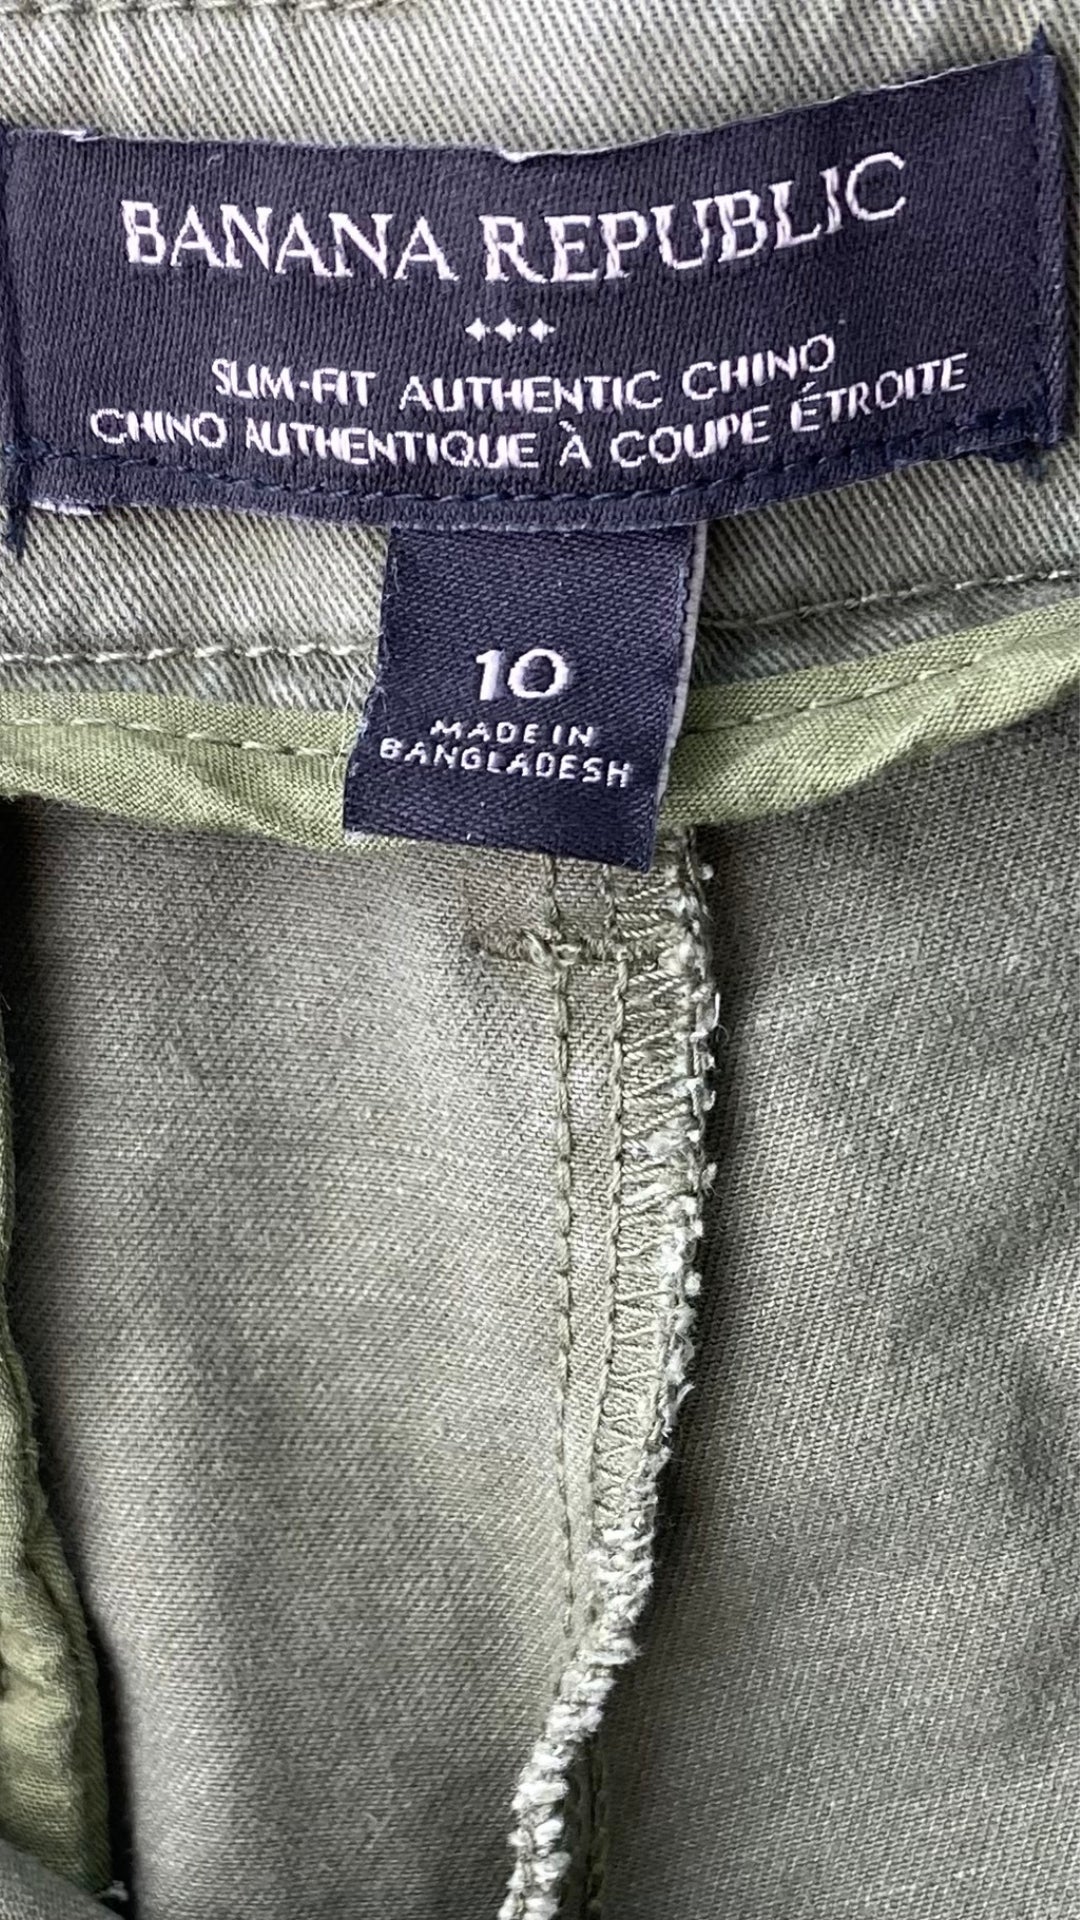 BANANA REPUBLIC
SLIM-FIT AUTHENTIC CHINO
CHINO AUTHENTIQUE À COUPE ÉTROITE
10
MADE IN
BANGLADESH